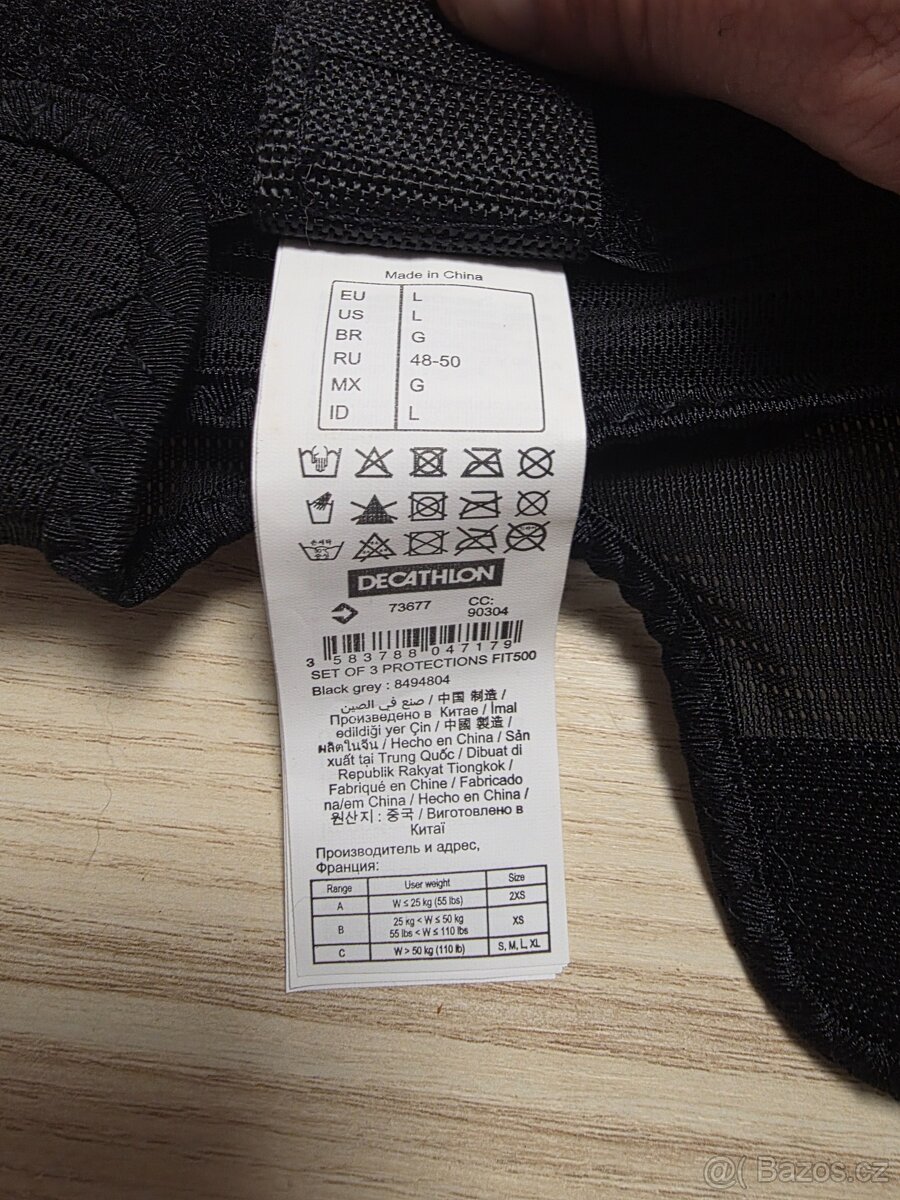 Made in China
EU L
US L
BR G
RU 48-50
MX G
ID L
DECATHLON
73677 CC: 90304
3 583788 047179
SET OF 3 PROTECTIONS FIT500
Black grey : 8494804
صنع في الصين / 中国 制造 /
Произведено в Китае / İmal
edildiği yer Çin / 中國 製造 /
ผลิตในจีน / Hecho en China / Sản
xuất tại Trung Quốc / Dibuat di
Republik Rakyat Tiongkok /
Fabriqué en Chine / Fabricado
na/em China / Hecho en China /
원산지 : 중국 / Виготовлено в
Китаї
Производитель и адрес,
Франция:
Range User weight Size
A W ≤ 25 kg (55 lbs) 2XS
B 25 kg < W ≤ 50 kg XS
55 lbs < W ≤ 110 lbs
C W > 50 kg (110 lb) S, M, L, XL
@( Bazos.cz